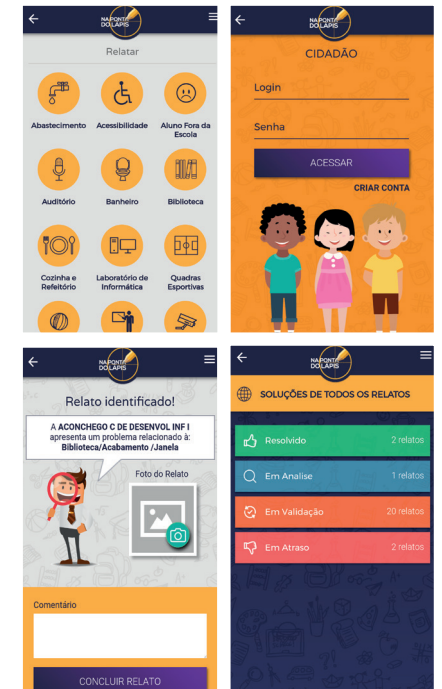 NA PONTA
DO LÁPIS
Relatar
Abastecimento
Acessibilidade
Aluno Fora da
Escola
Auditório
Banheiro
Biblioteca
Cozinha e
Refeitório
Laboratório de
Informática
Quadras
Esportivas
NA PONTA
DO LÁPIS
CIDADÃO
Login
Senha
ACESSAR
CRIAR CONTA
NA PONTA
DO LÁPIS
Relato identificado!
A ACONCHEGO C DE DESENVOL INF I
apresenta um problema relacionado à:
Biblioteca/Acabamento /Janela
Foto do Relato
Comentário
CONCLUIR RELATO
NA PONTA
DO LÁPIS
SOLUÇÕES DE TODOS OS RELATOS
Resolvido 2 relatos
Em Analise 1 relatos
Em Validação 20 relatos
Em Atraso 2 relatos